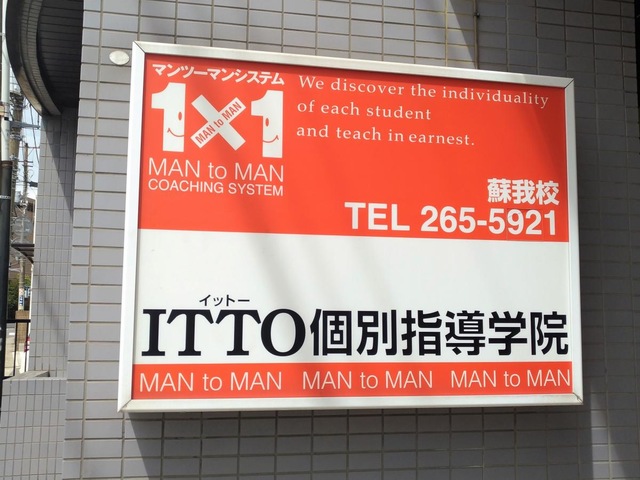 マンツーマンシステム
1×1
MAN to MAN
MAN to MAN
COACHING SYSTEM
We discover the individuality
of each student
and teach in earnest.
蘇我校
TEL 265-5921
イットー
ITTO個別指導学院
MAN to MAN MAN to MAN MAN to MAN